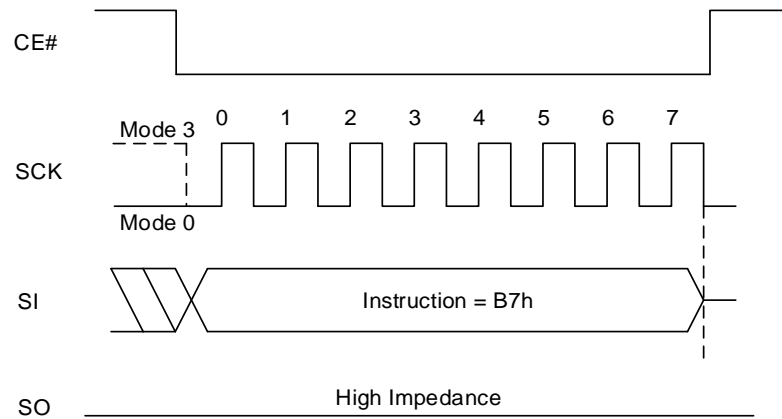 CE#
Mode 3 0 1 2 3 4 5 6 7
SCK
Mode 0
SI Instruction = B7h
High Impedance
SO